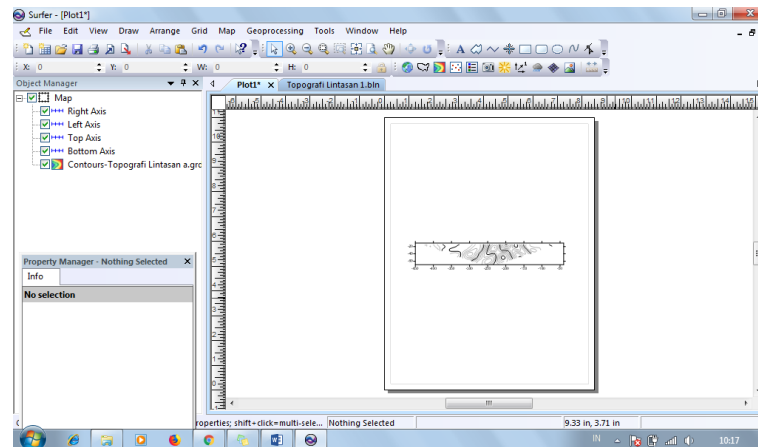 Surfer - [Plot1*]
File Edit View Draw Arrange Grid Map Geoprocessing Tools Window Help
X: 0 Y: 0 W: 0 H: 0
Object Manager
Plot1* Topografi Lintasan 1.bln
Map
Right Axis
Left Axis
Top Axis
Bottom Axis
Contours-Topografi Lintasan a.grc
Property Manager - Nothing Selected
Info
No selection
roperties; shift+click=multi-sele... Nothing Selected 9.33 in, 3.71 in
IN 10:17